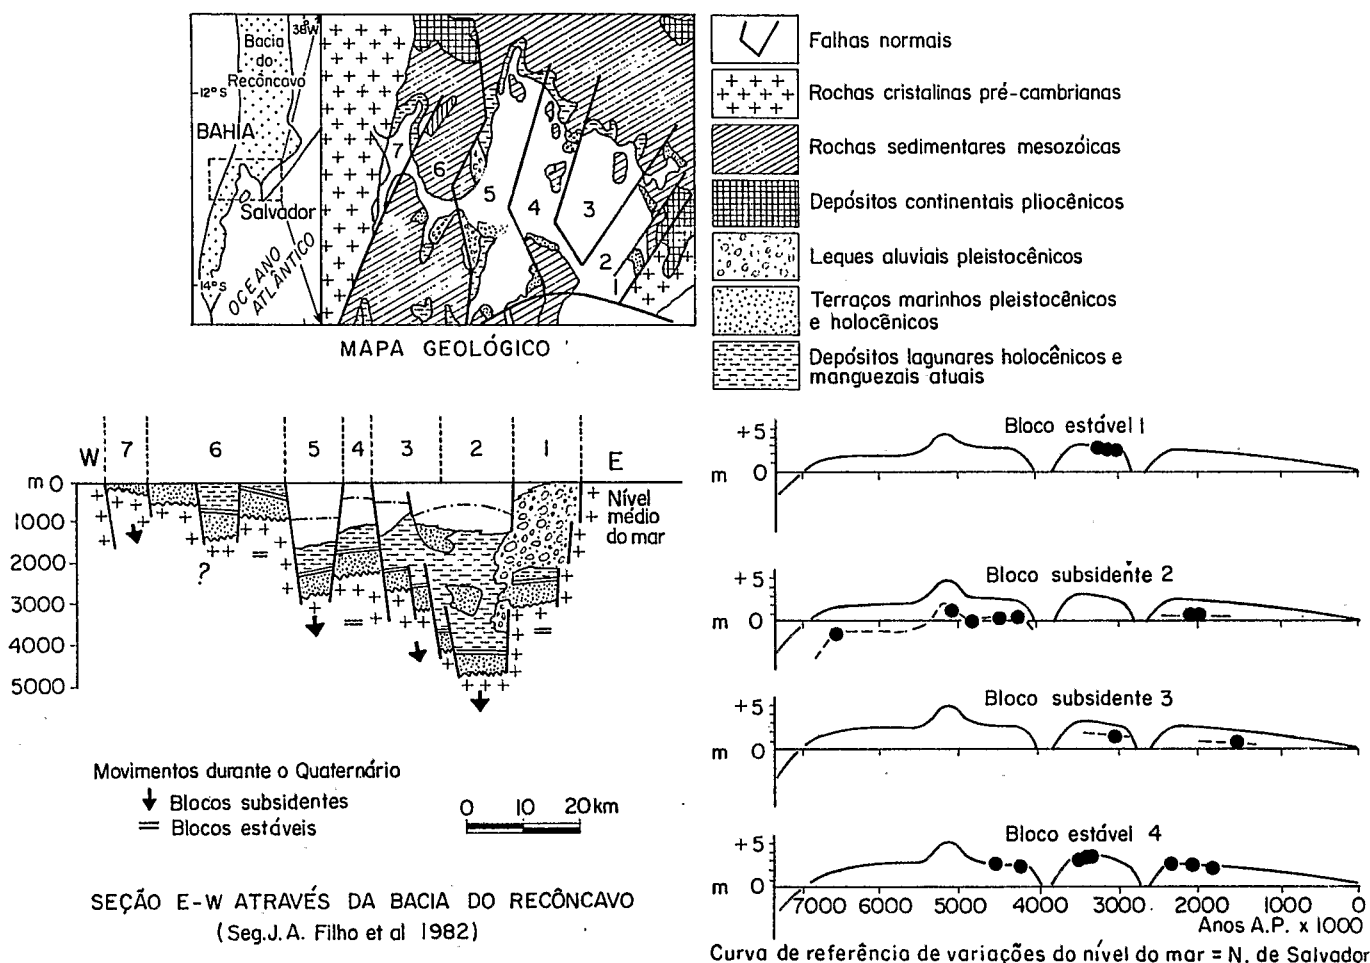 38°W
Bacia
do
Recôncavo
12° S
BAHIA
Salvador
OCEANO
ATLÂNTICO
14° S
7
6
5
4
3
2
1
MAPA GEOLÓGICO
Falhas normais
Rochas cristalinas pré-cambrianas
Rochas sedimentares mesozóicas
Depósitos continentais pliocênicos
Leques aluviais pleistocênicos
Terraços marinhos pleistocênicos
e holocênicos
Depósitos lagunares holocênicos e
manguezais atuais
W 7 6 5 4 3 2 1 E
m 0
Nível
médio
do mar
1000
2000
?
3000
4000
5000
Movimentos durante o Quaternário
Blocos subsidentes
Blocos estáveis
0 10 20 km
SEÇÃO E-W ATRAVÉS DA BACIA DO RECÔNCAVO
(Seg. J. A. Filho et al 1982)
Bloco estável 1
+5
m 0
Bloco subsidente 2
+5
m 0
Bloco subsidente 3
+5
m 0
Bloco estável 4
+5
m 0
7000 6000 5000 4000 3000 2000 1000 0
Anos A.P. x 1000
Curva de referência de variações do nível do mar = N. de Salvador